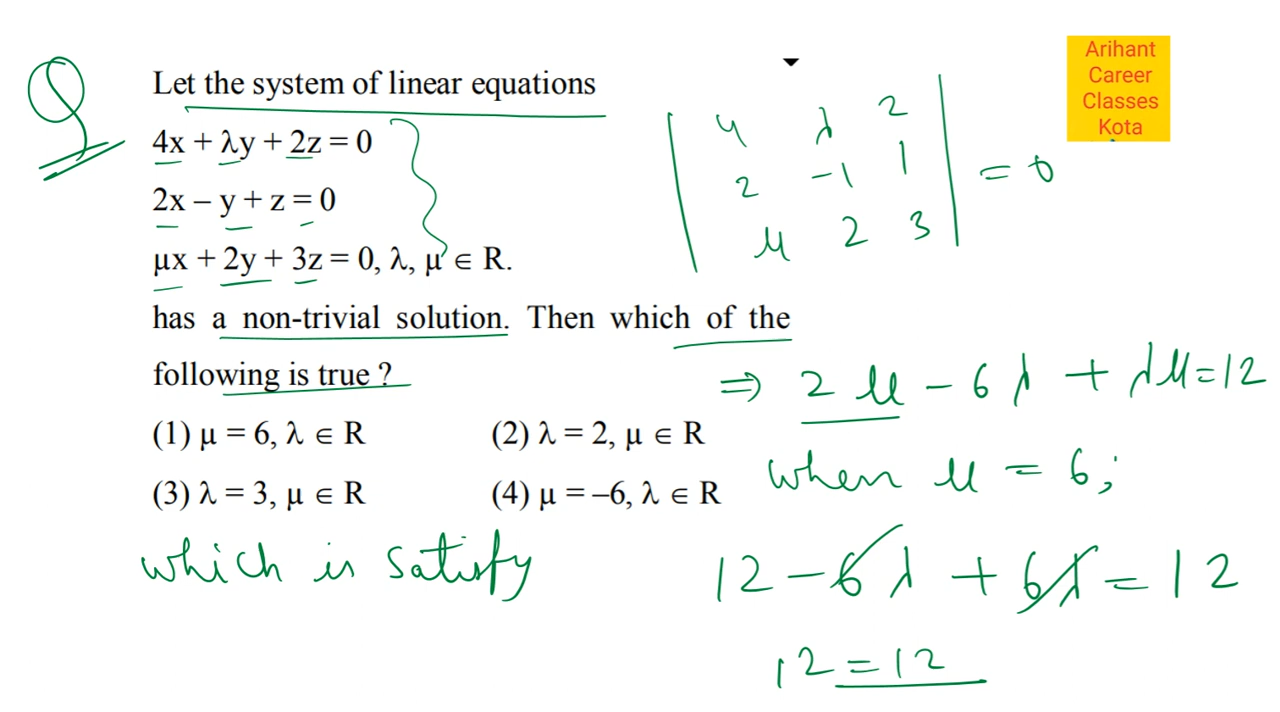 Q
Let the system of linear equations
4x + λy + 2z = 0
2x – y + z = 0
μx + 2y + 3z = 0, λ, μ ∈ R.
has a non-trivial solution. Then which of the
following is true ?
(1) μ = 6, λ ∈ R (2) λ = 2, μ ∈ R
(3) λ = 3, μ ∈ R (4) μ = –6, λ ∈ R
which is satisfy
Arihant
Career
Classes
Kota
| 4 λ 2 |
| 2 -1 1 | = 0
| μ 2 3 |
⇒ 2μ - 6λ + λμ = 12
when μ = 6;
12 - 6λ + 6λ = 12
12 = 12